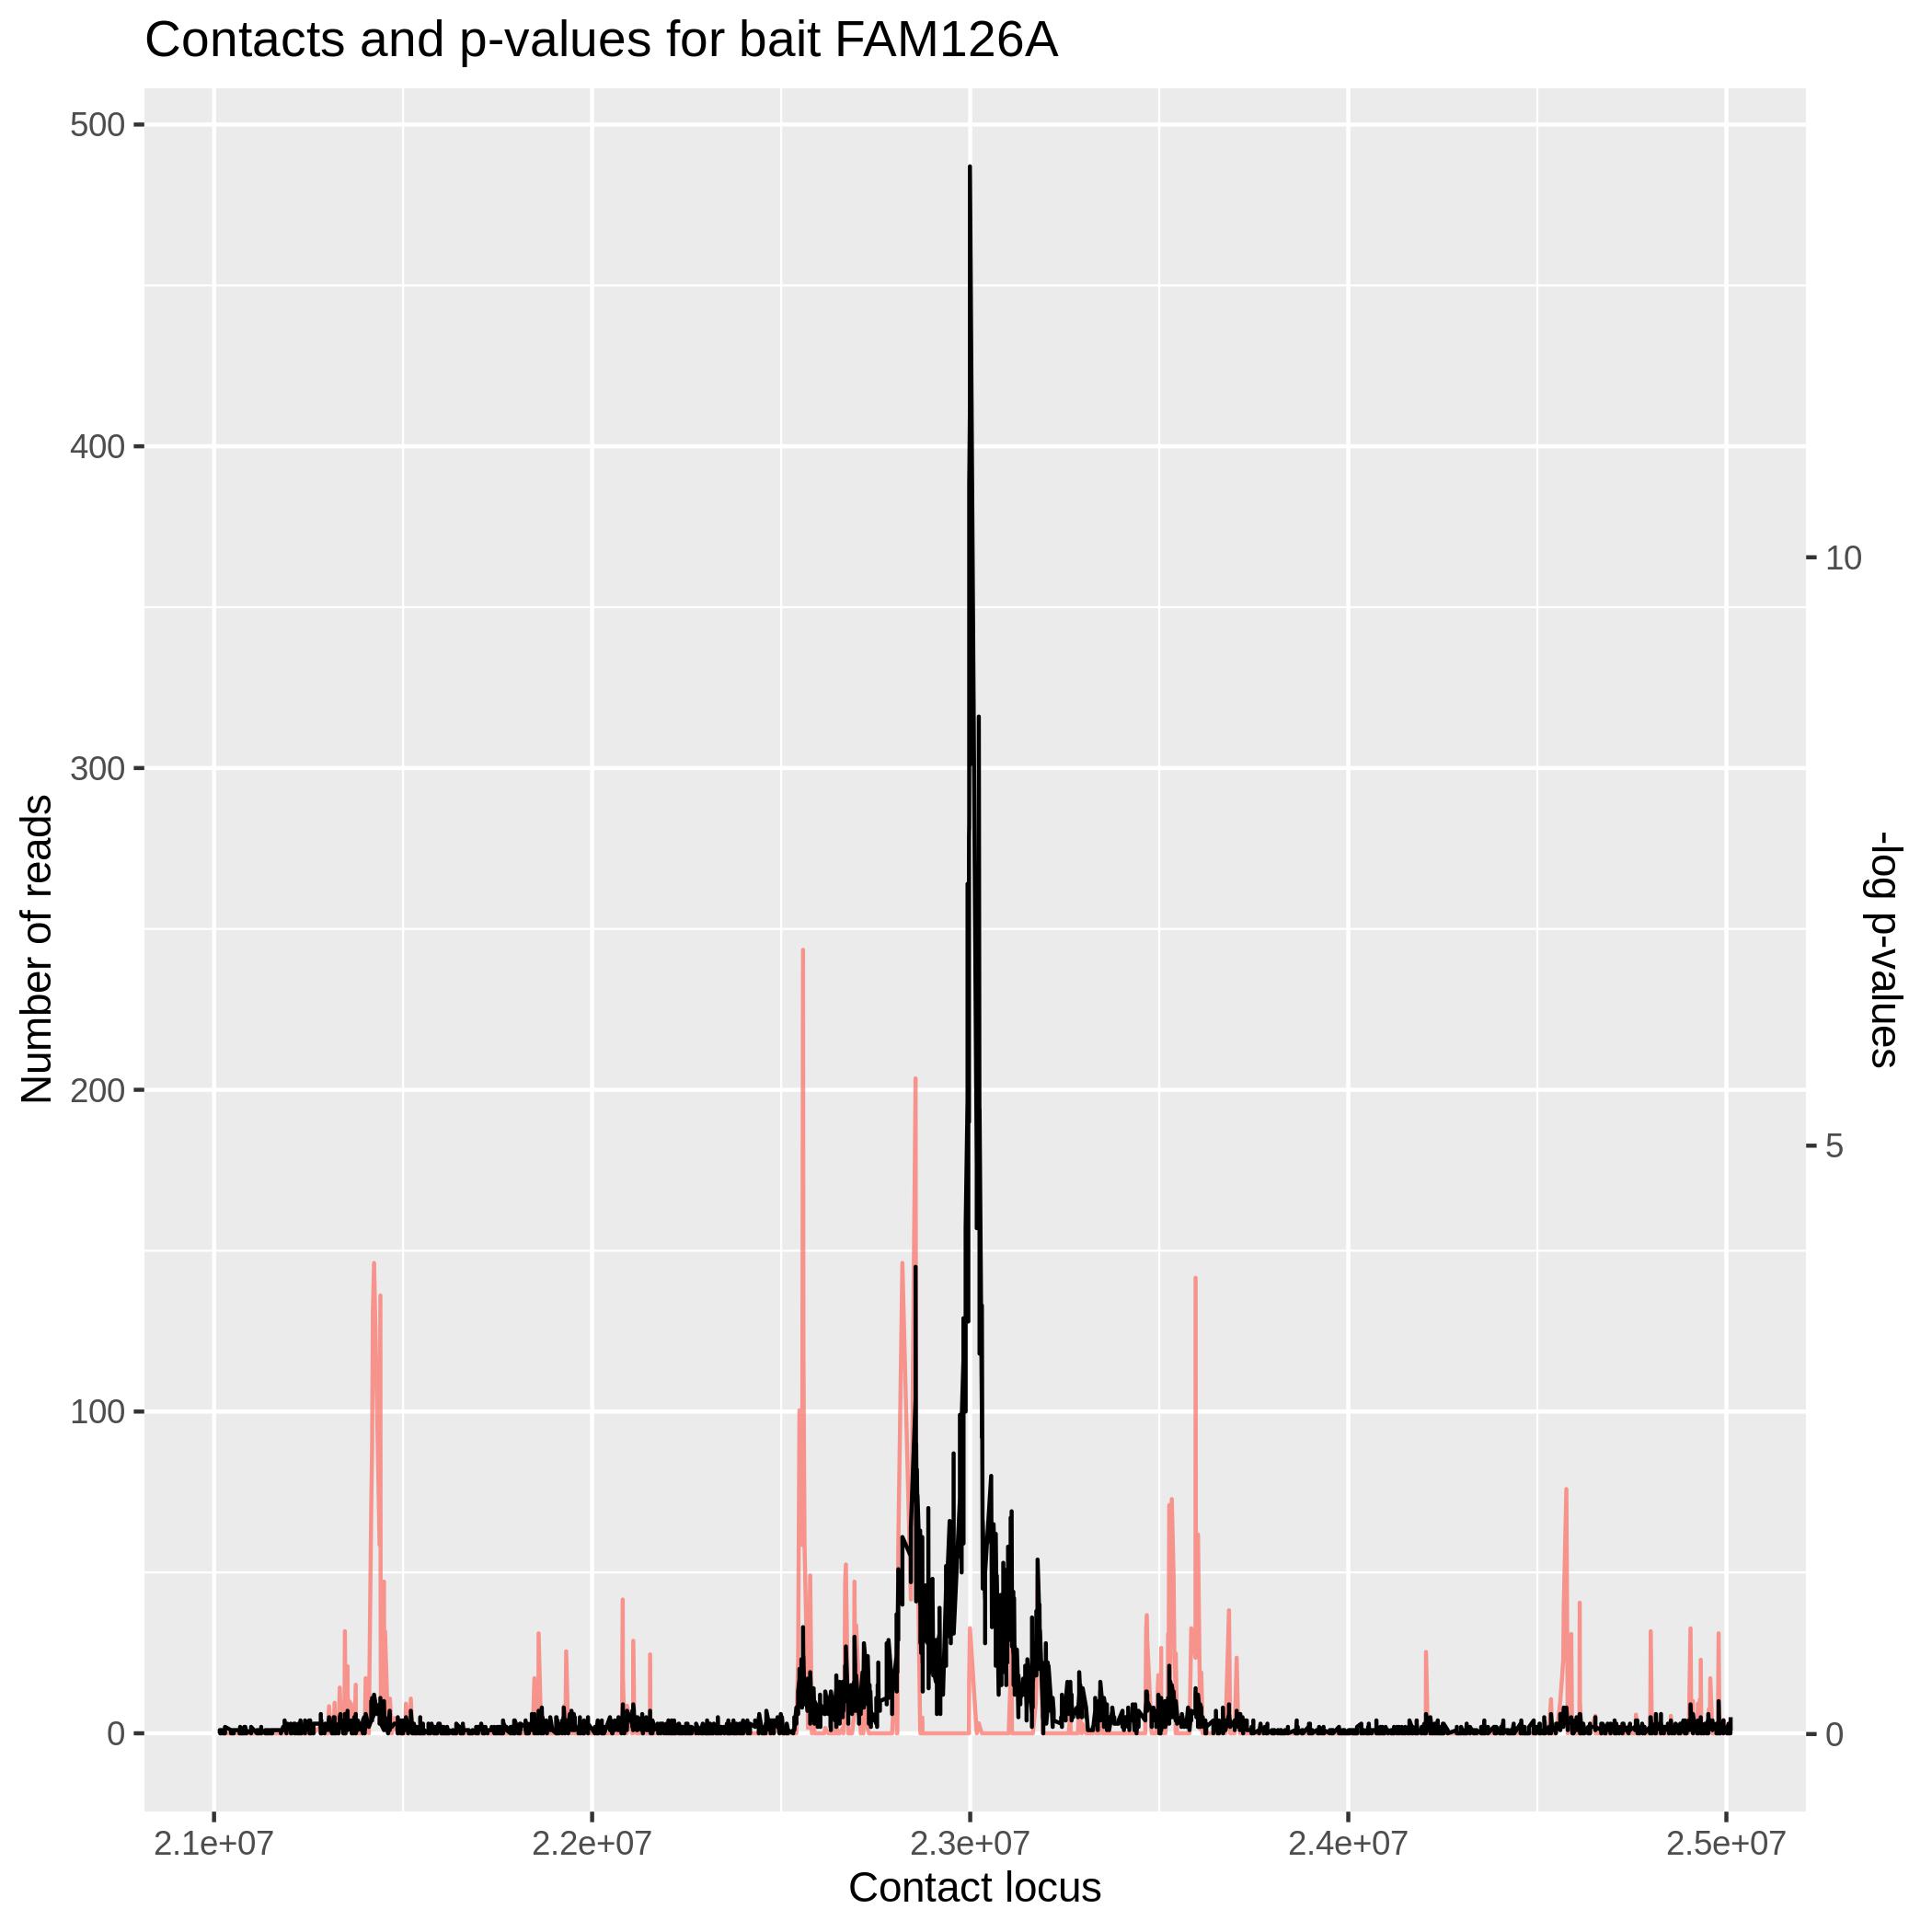 Contacts and p-values for bait FAM126A
500
400
300
200
100
0
Number of reads
10
5
0
-log p-values
2.1e+07
2.2e+07
2.3e+07
2.4e+07
2.5e+07
Contact locus